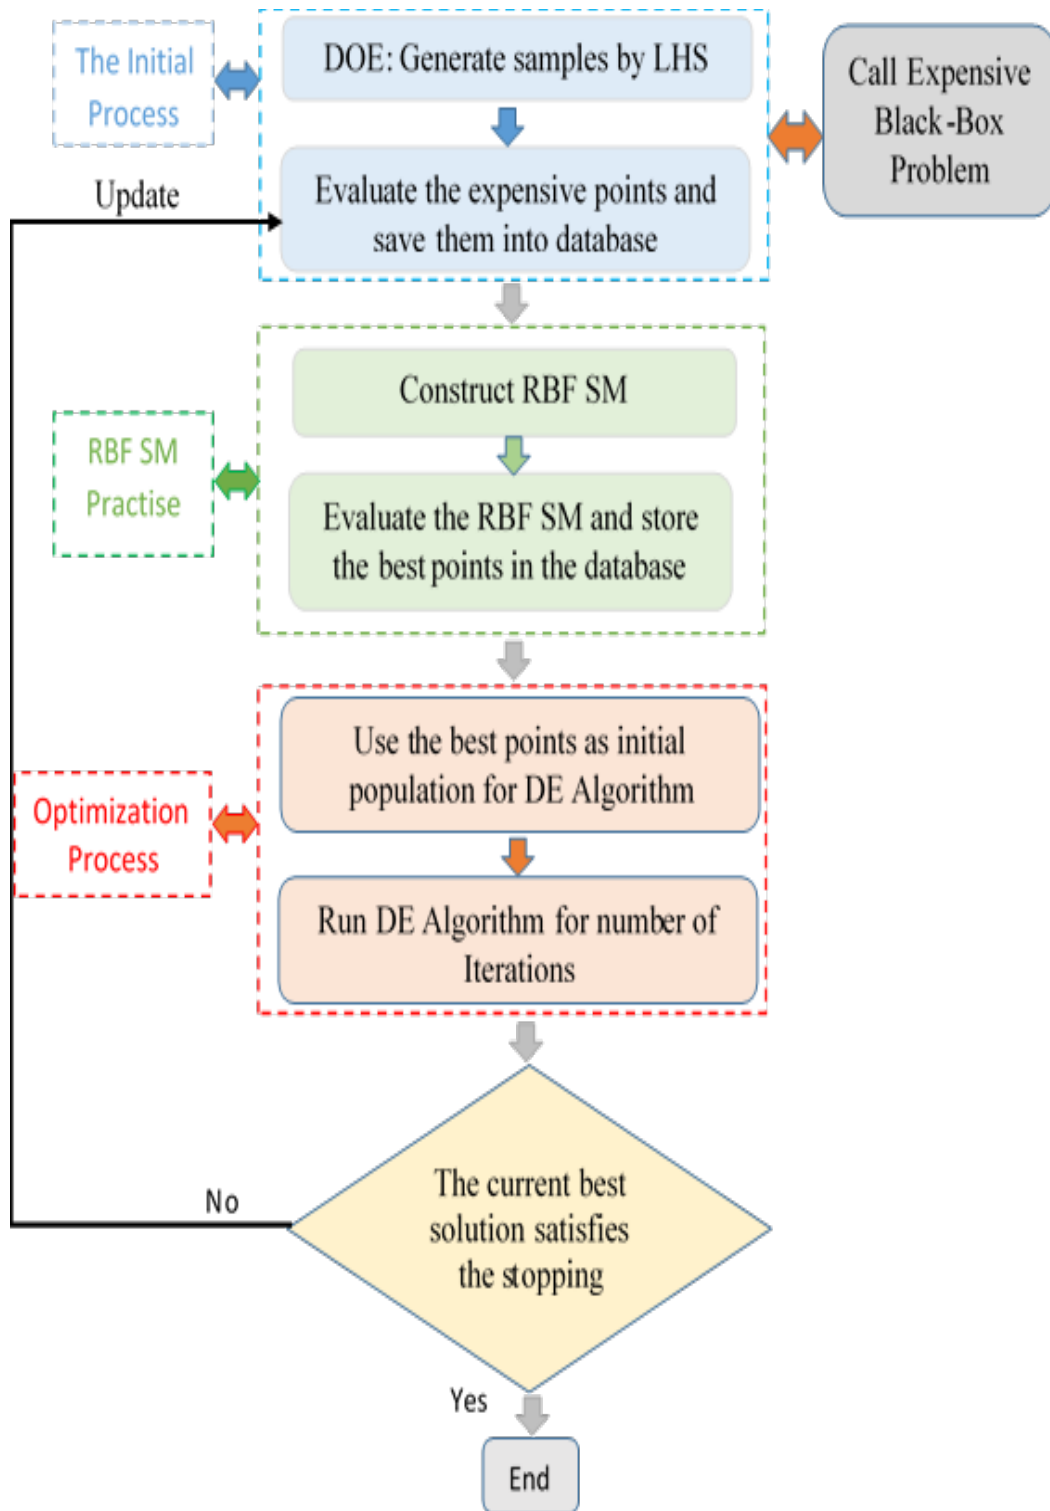 The Initial
Process
DOE: Generate samples by LHS
Call Expensive
Black-Box
Problem
Update
Evaluate the expensive points and
save them into database
Construct RBF SM
RBF SM
Practise
Evaluate the RBF SM and store
the best points in the database
Use the best points as initial
population for DE Algorithm
Optimization
Process
Run DE Algorithm for number of
Iterations
No
The current best
solution satisfies
the stopping
Yes
End